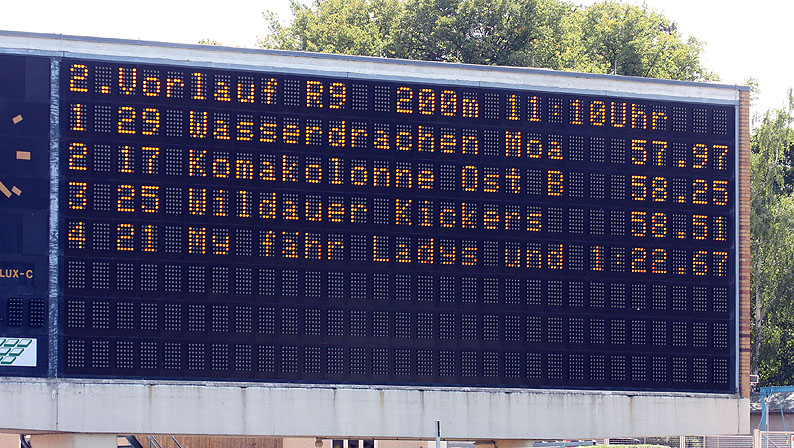 2.Vorlauf R9 200m 11:10Uhr
1 29 Wasserdrachen Moa 57.97
2 17 Komakolonne Ost B 58.25
3 25 Wildauer Kickers 58.51
4 21 My fähr Ladys und 1:22.67
LUX-C